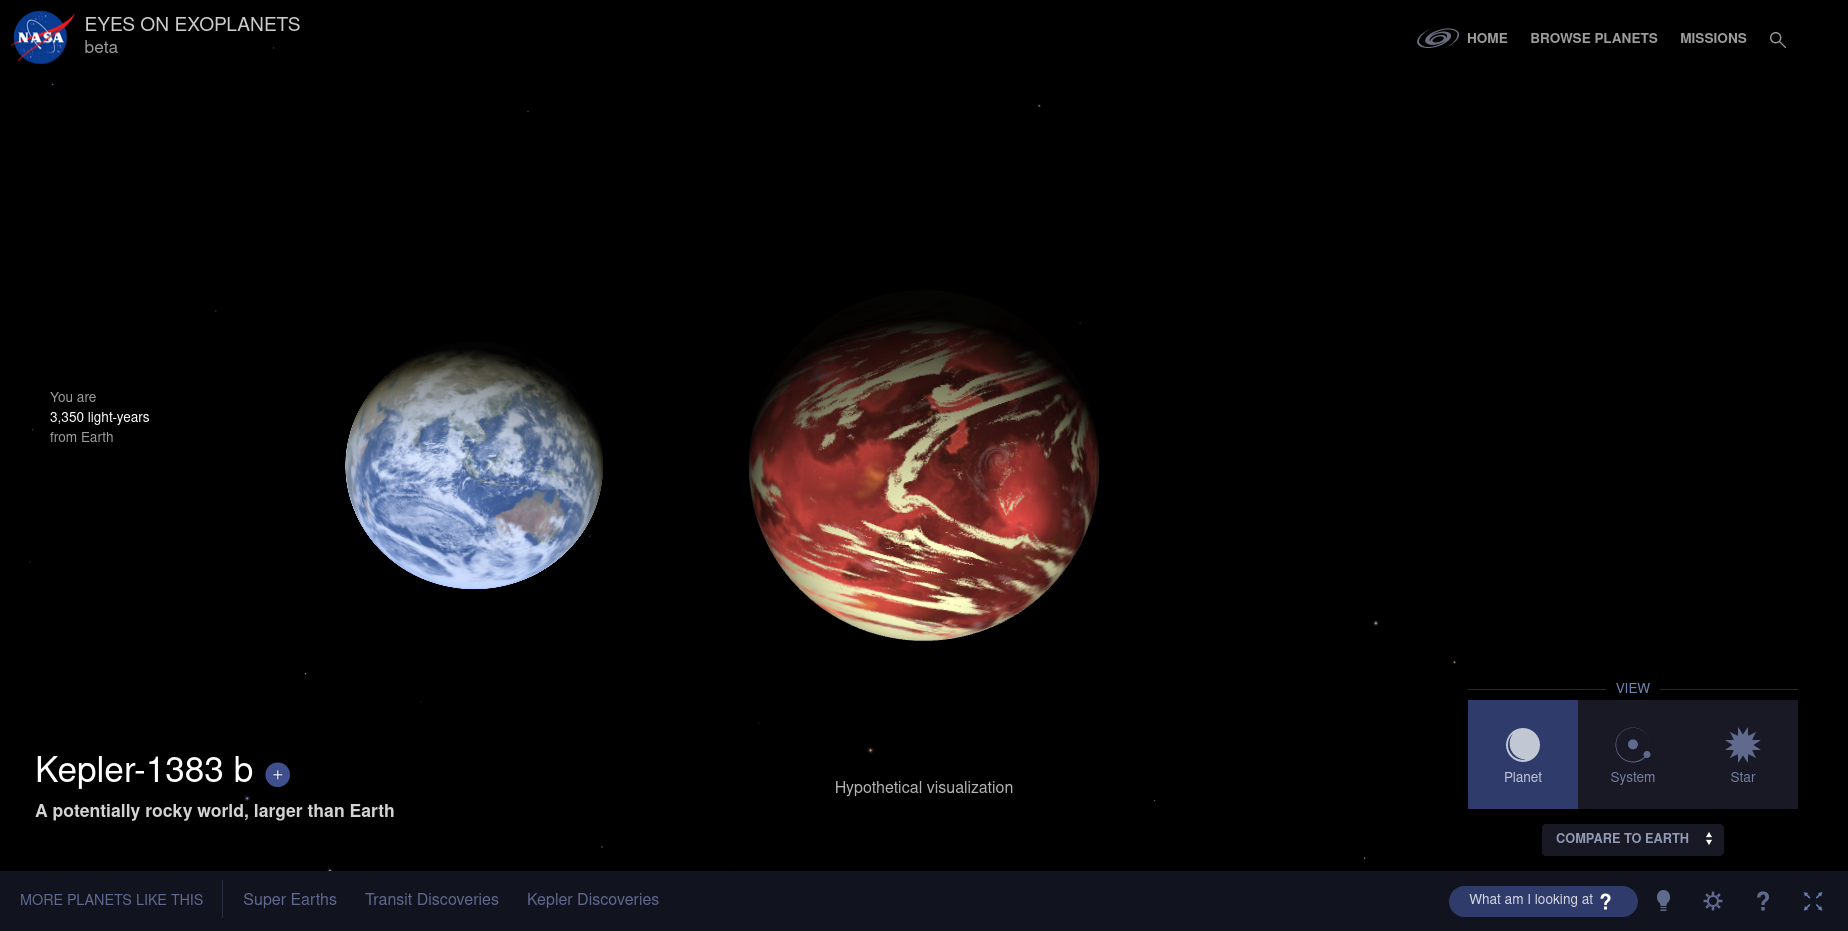 NASA
EYES ON EXOPLANETS
beta
HOME
BROWSE PLANETS
MISSIONS
You are
3,350 light-years
from Earth
Kepler-1383 b +
A potentially rocky world, larger than Earth
Hypothetical visualization
VIEW
Planet
System
Star
COMPARE TO EARTH
MORE PLANETS LIKE THIS
Super Earths
Transit Discoveries
Kepler Discoveries
What am I looking at ?
?